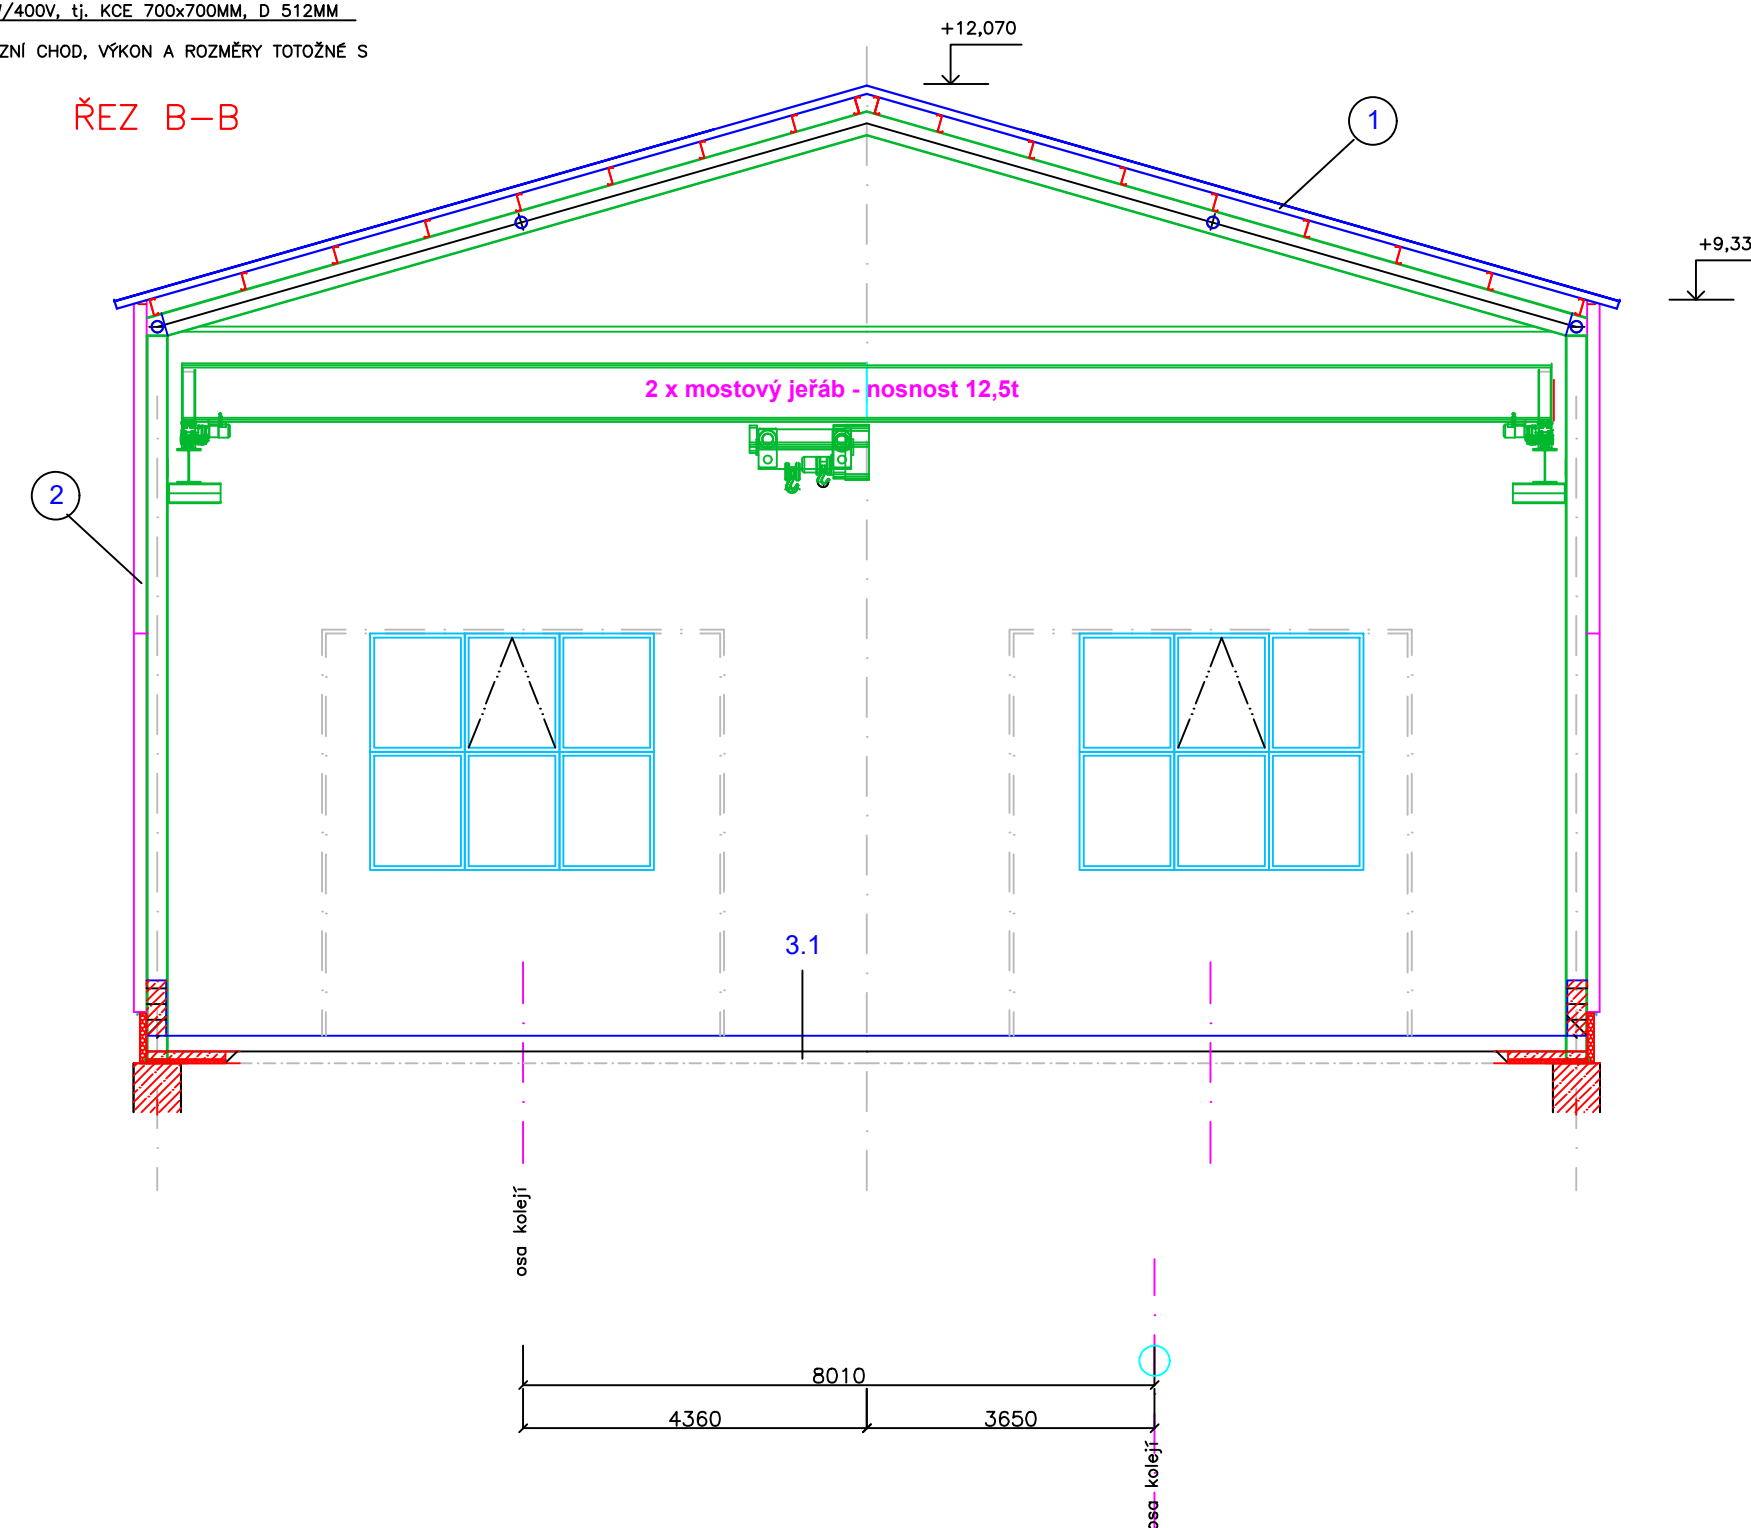 /400V, tj. KCE 700x700MM, D 512MM
ZNÍ CHOD, VÝKON A ROZMĚRY TOTOŽNÉ S
ŘEZ B-B
+12,070
1
+9,33
2 x mostový jeřáb - nosnost 12,5t
2
3.1
osa kolejí
8010
4360
3650
osa kolejí